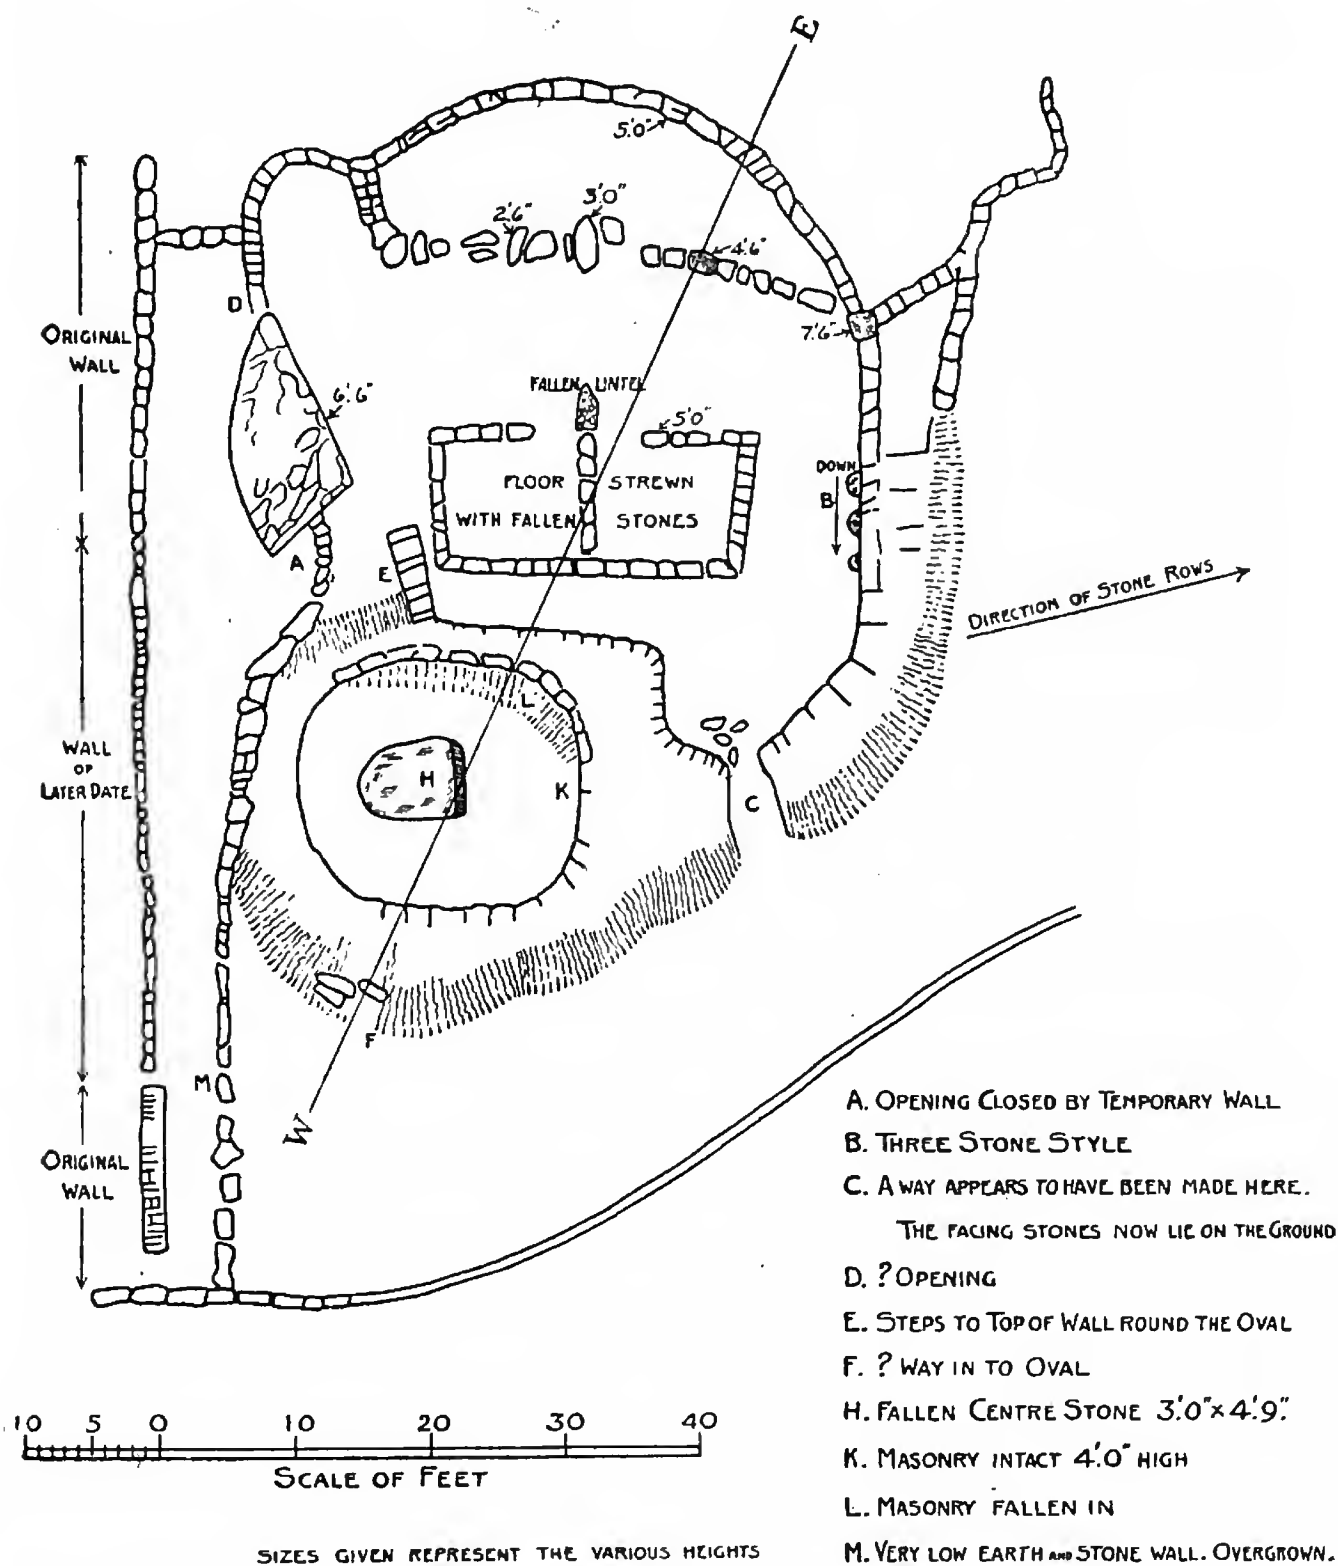 E
5'.0"
3'.0"
2'.6"
4'.6"
D
7'.6"
ORIGINAL
WALL
6'.6"
FALLEN LINTEL
5'.0"
DOWN
B
FLOOR STREWN
WITH FALLEN STONES
A
E
DIRECTION OF STONE ROWS
L
WALL
OF
LATER DATE
H
K
C
F
M
W
ORIGINAL
WALL
A. OPENING CLOSED BY TEMPORARY WALL
B. THREE STONE STYLE
C. A WAY APPEARS TO HAVE BEEN MADE HERE.
THE FACING STONES NOW LIE ON THE GROUND
D. ? OPENING
E. STEPS TO TOP OF WALL ROUND THE OVAL
F. ? WAY IN TO OVAL
H. FALLEN CENTRE STONE 3'.0" x 4'.9".
K. MASONRY INTACT 4'.0" HIGH
L. MASONRY FALLEN IN
M. VERY LOW EARTH AND STONE WALL. OVERGROWN.
10 5 0 10 20 30 40
SCALE OF FEET
SIZES GIVEN REPRESENT THE VARIOUS HEIGHTS